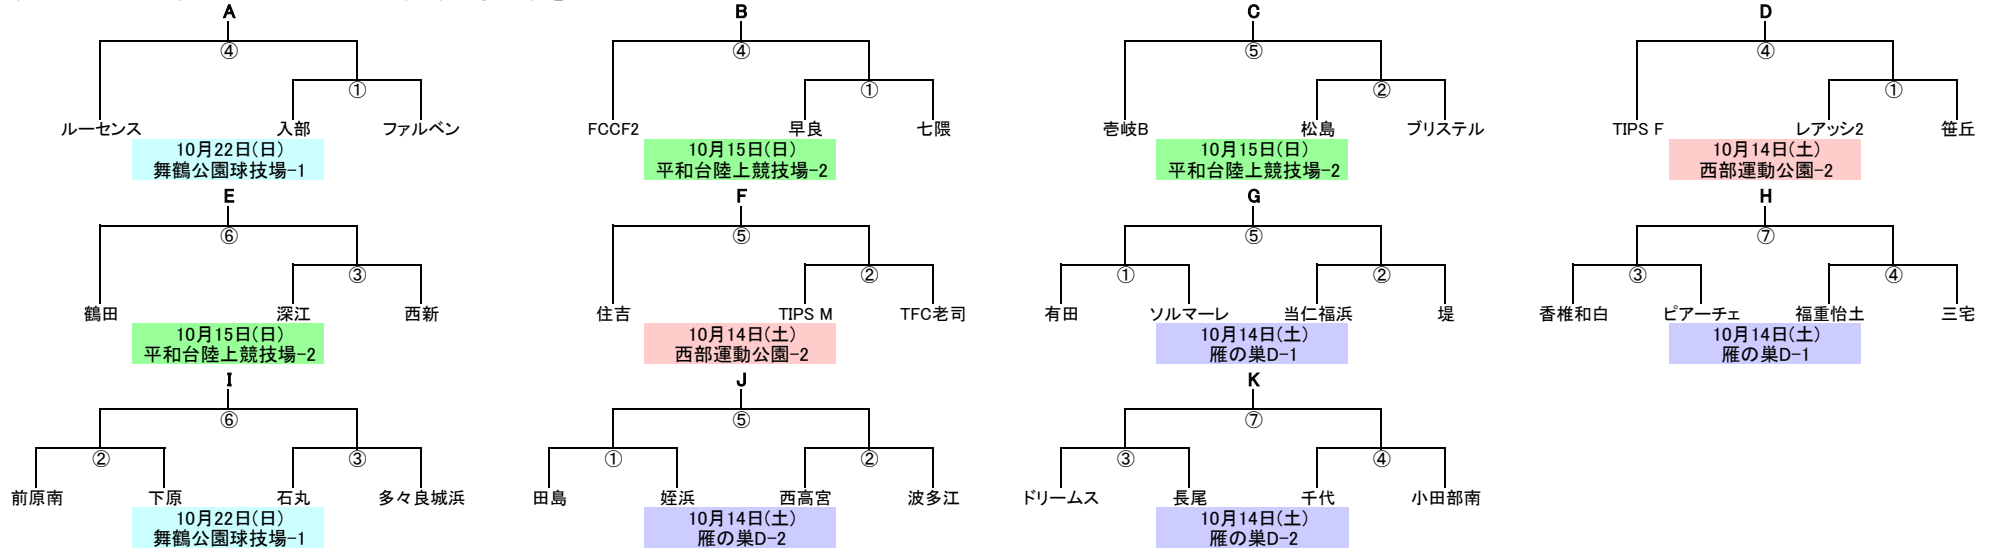 A
④
①
ルーセンス 入部 ファルベン
10月22日(日)
舞鶴公園球技場-1
B
④
①
FCCF2 早良 七隈
10月15日(日)
平和台陸上競技場-2
C
⑤
②
壱岐B 松島 ブリステル
10月15日(日)
平和台陸上競技場-2
D
④
①
TIPS F レアッシ2 笹丘
10月14日(土)
西部運動公園-2
E
⑥
③
鶴田 深江 西新
10月15日(日)
平和台陸上競技場-2
F
⑤
②
住吉 TIPS M TFC老司
10月14日(土)
西部運動公園-2
G
⑤
① ②
有田 ソルマーレ 当仁福浜 堤
10月14日(土)
雁の巣D-1
H
⑦
③ ④
香椎和白 ピアーチェ 福重怡土 三宅
10月14日(土)
雁の巣D-1
I
⑥
② ③
前原南 下原 石丸 多々良城浜
10月22日(日)
舞鶴公園球技場-1
J
⑤
① ②
田島 姪浜 西高宮 波多江
10月14日(土)
雁の巣D-2
K
⑦
③ ④
ドリームス 長尾 千代 小田部南
10月14日(土)
雁の巣D-2